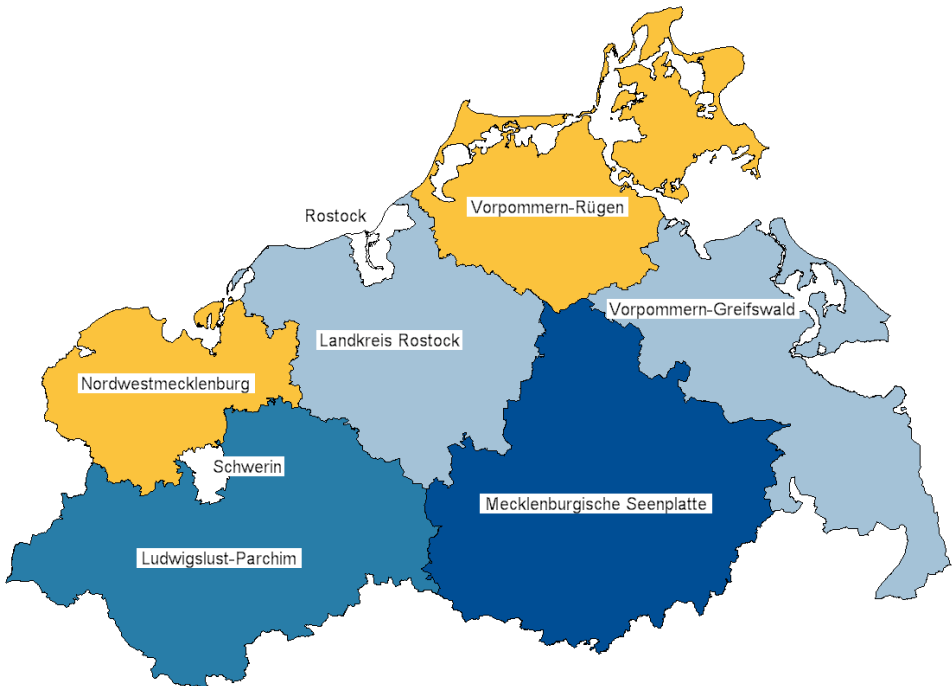 Vorpommern-Rügen
Rostock
Vorpommern-Greifswald
Landkreis Rostock
Nordwestmecklenburg
Schwerin
Mecklenburgische Seenplatte
Ludwigslust-Parchim